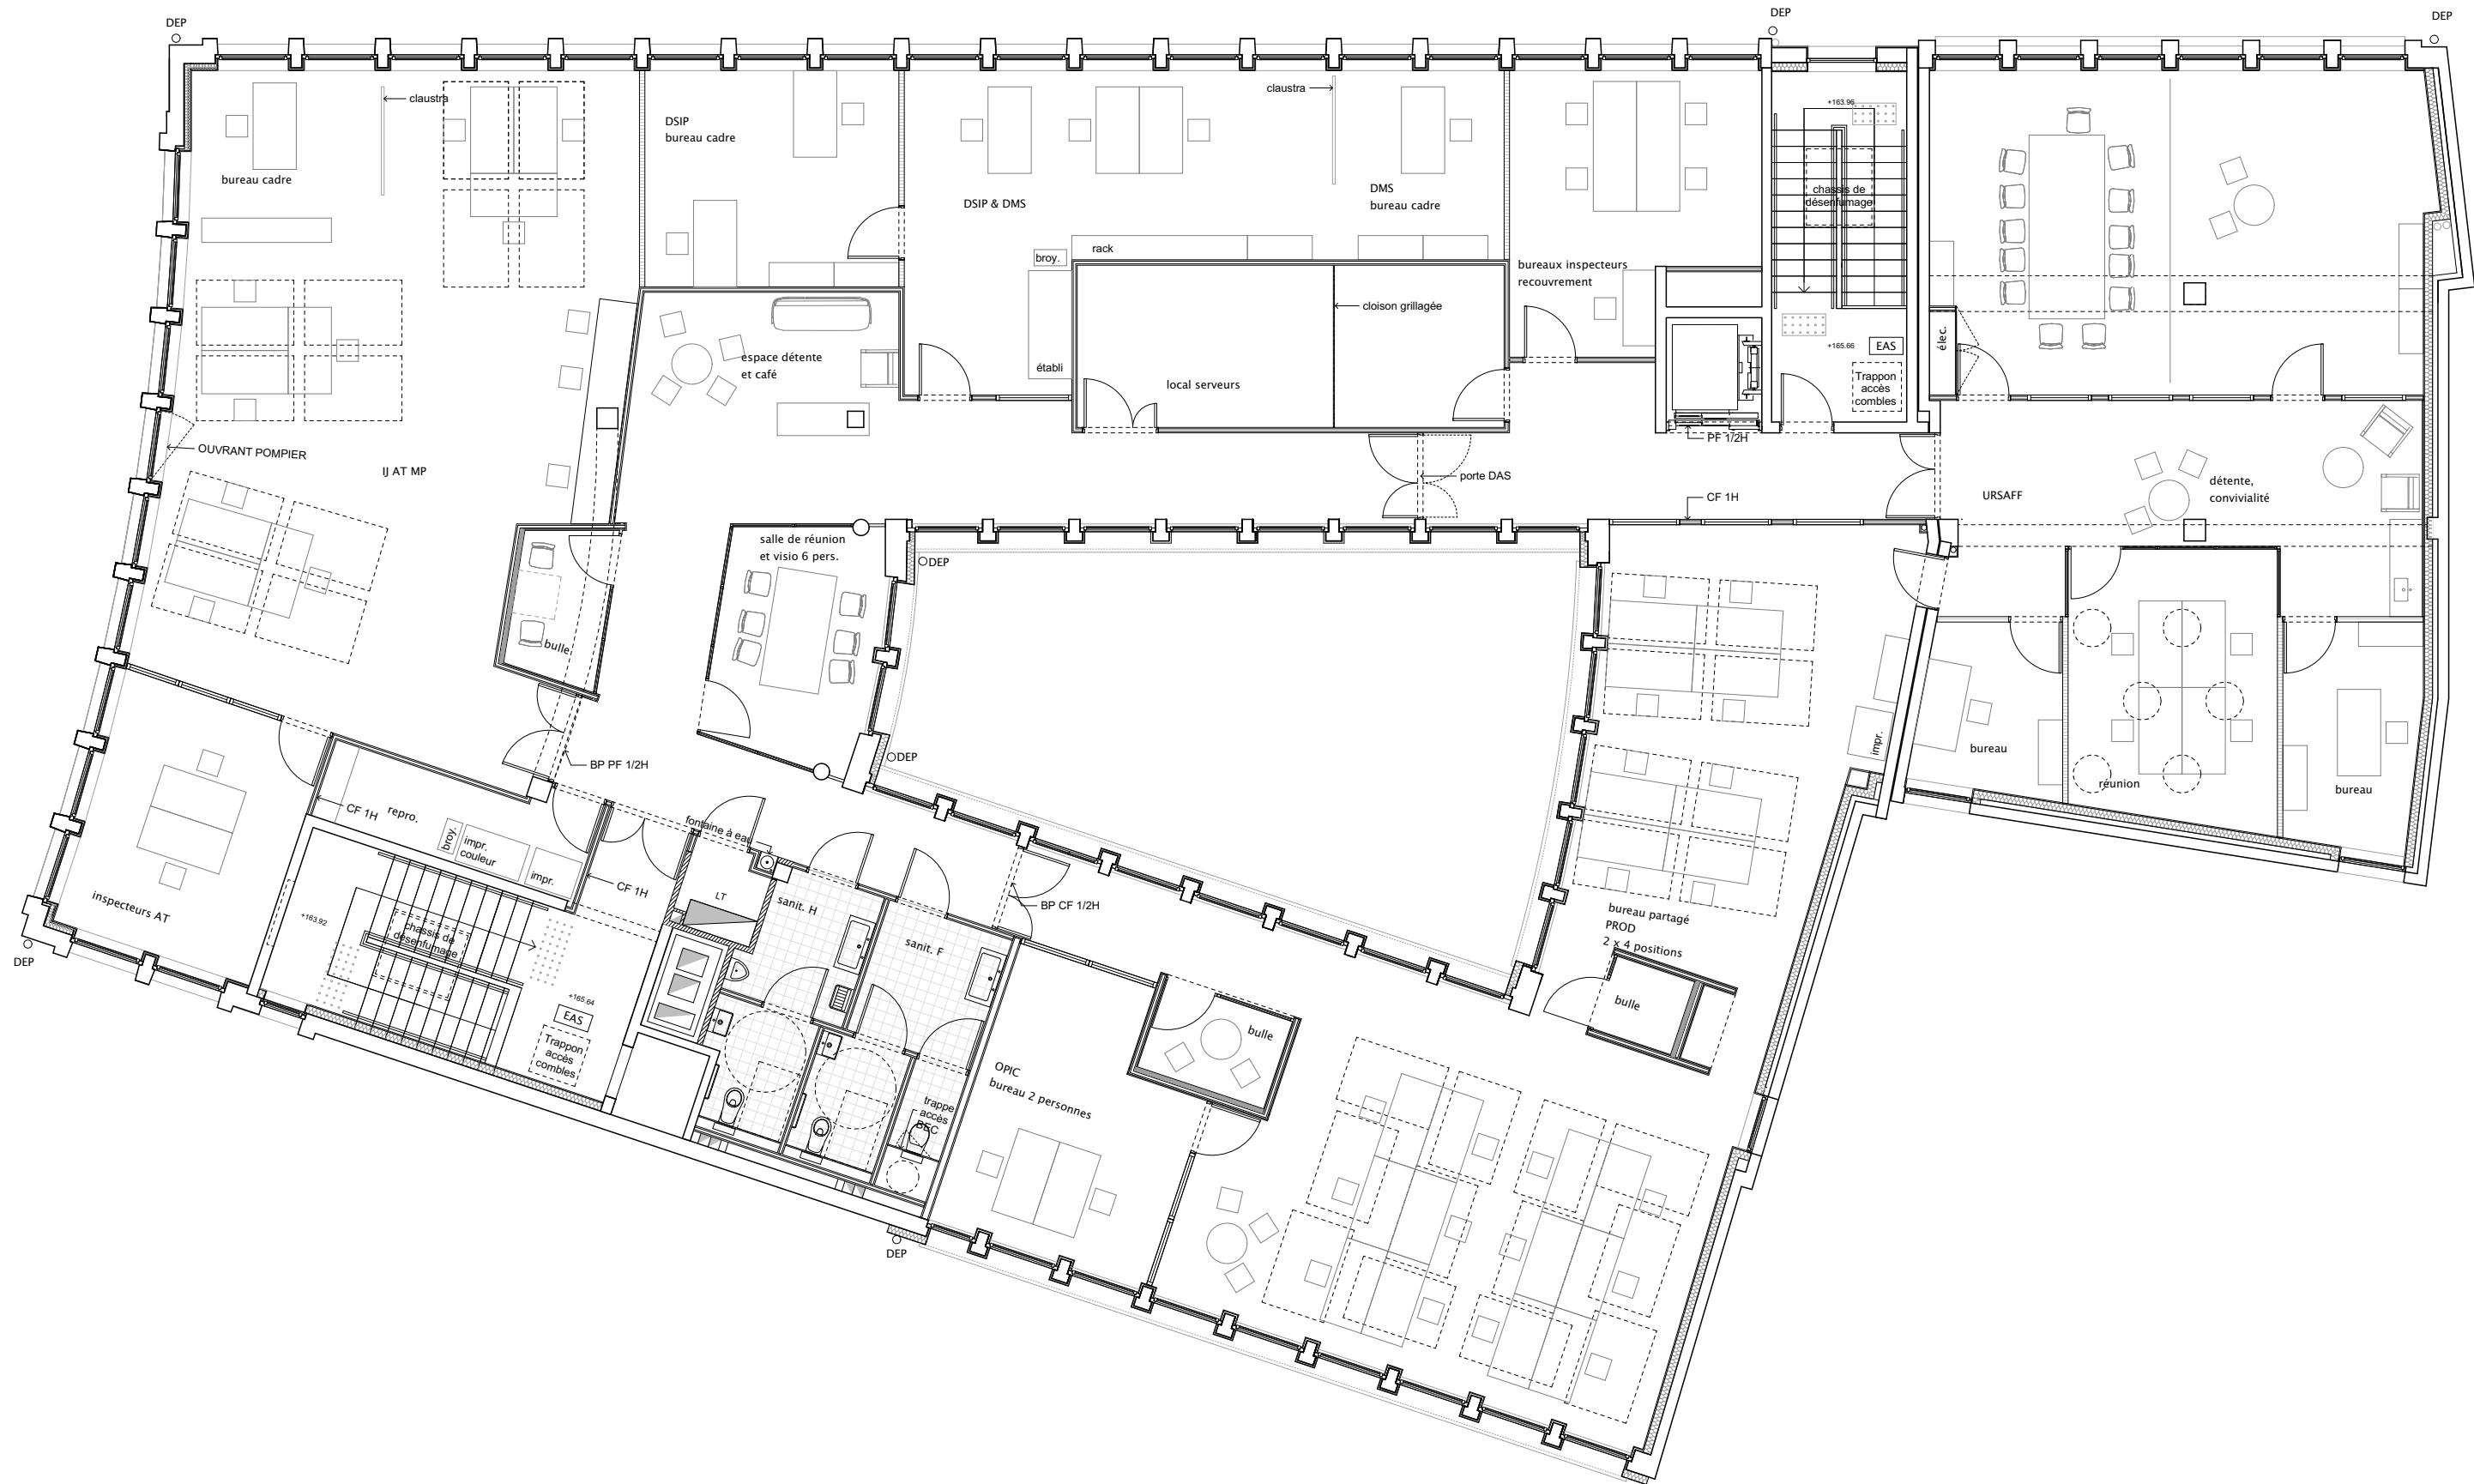 DEP
DEP
DEP
claustra
bureau cadre
DSIP
bureau cadre
claustra
DSIP & DMS
DMS
bureau cadre
+163.96
chassis de
désenfumage
rack
broy.
bureaux inspecteurs
recouvrement
cloison grillagée
espace détente
et café
établi
local serveurs
+165.66
EAS
Trappon
accès
combles
élec.
OUVRANT POMPIER
IJ AT MP
PF 1/2H
porte DAS
CF 1H
URSAFF
détente,
convivialité
salle de réunion
et visio 6 pers.
DEP
bulle
DEP
BP PF 1/2H
bureau
réunion
bureau
impr.
CF 1H
repro.
broy.
impr.
couleur
impr.
fontaine à eau
CF 1H
LT
sanit. H
sanit. F
BP CF 1/2H
inspecteurs AT
+163.92
chassis de
désenfumage
DEP
+165.64
EAS
Trappon
accès
combles
bureau partagé
PROD
2 x 4 positions
bulle
bulle
OPIC
bureau 2 personnes
trappe
accès
BEC
DEP